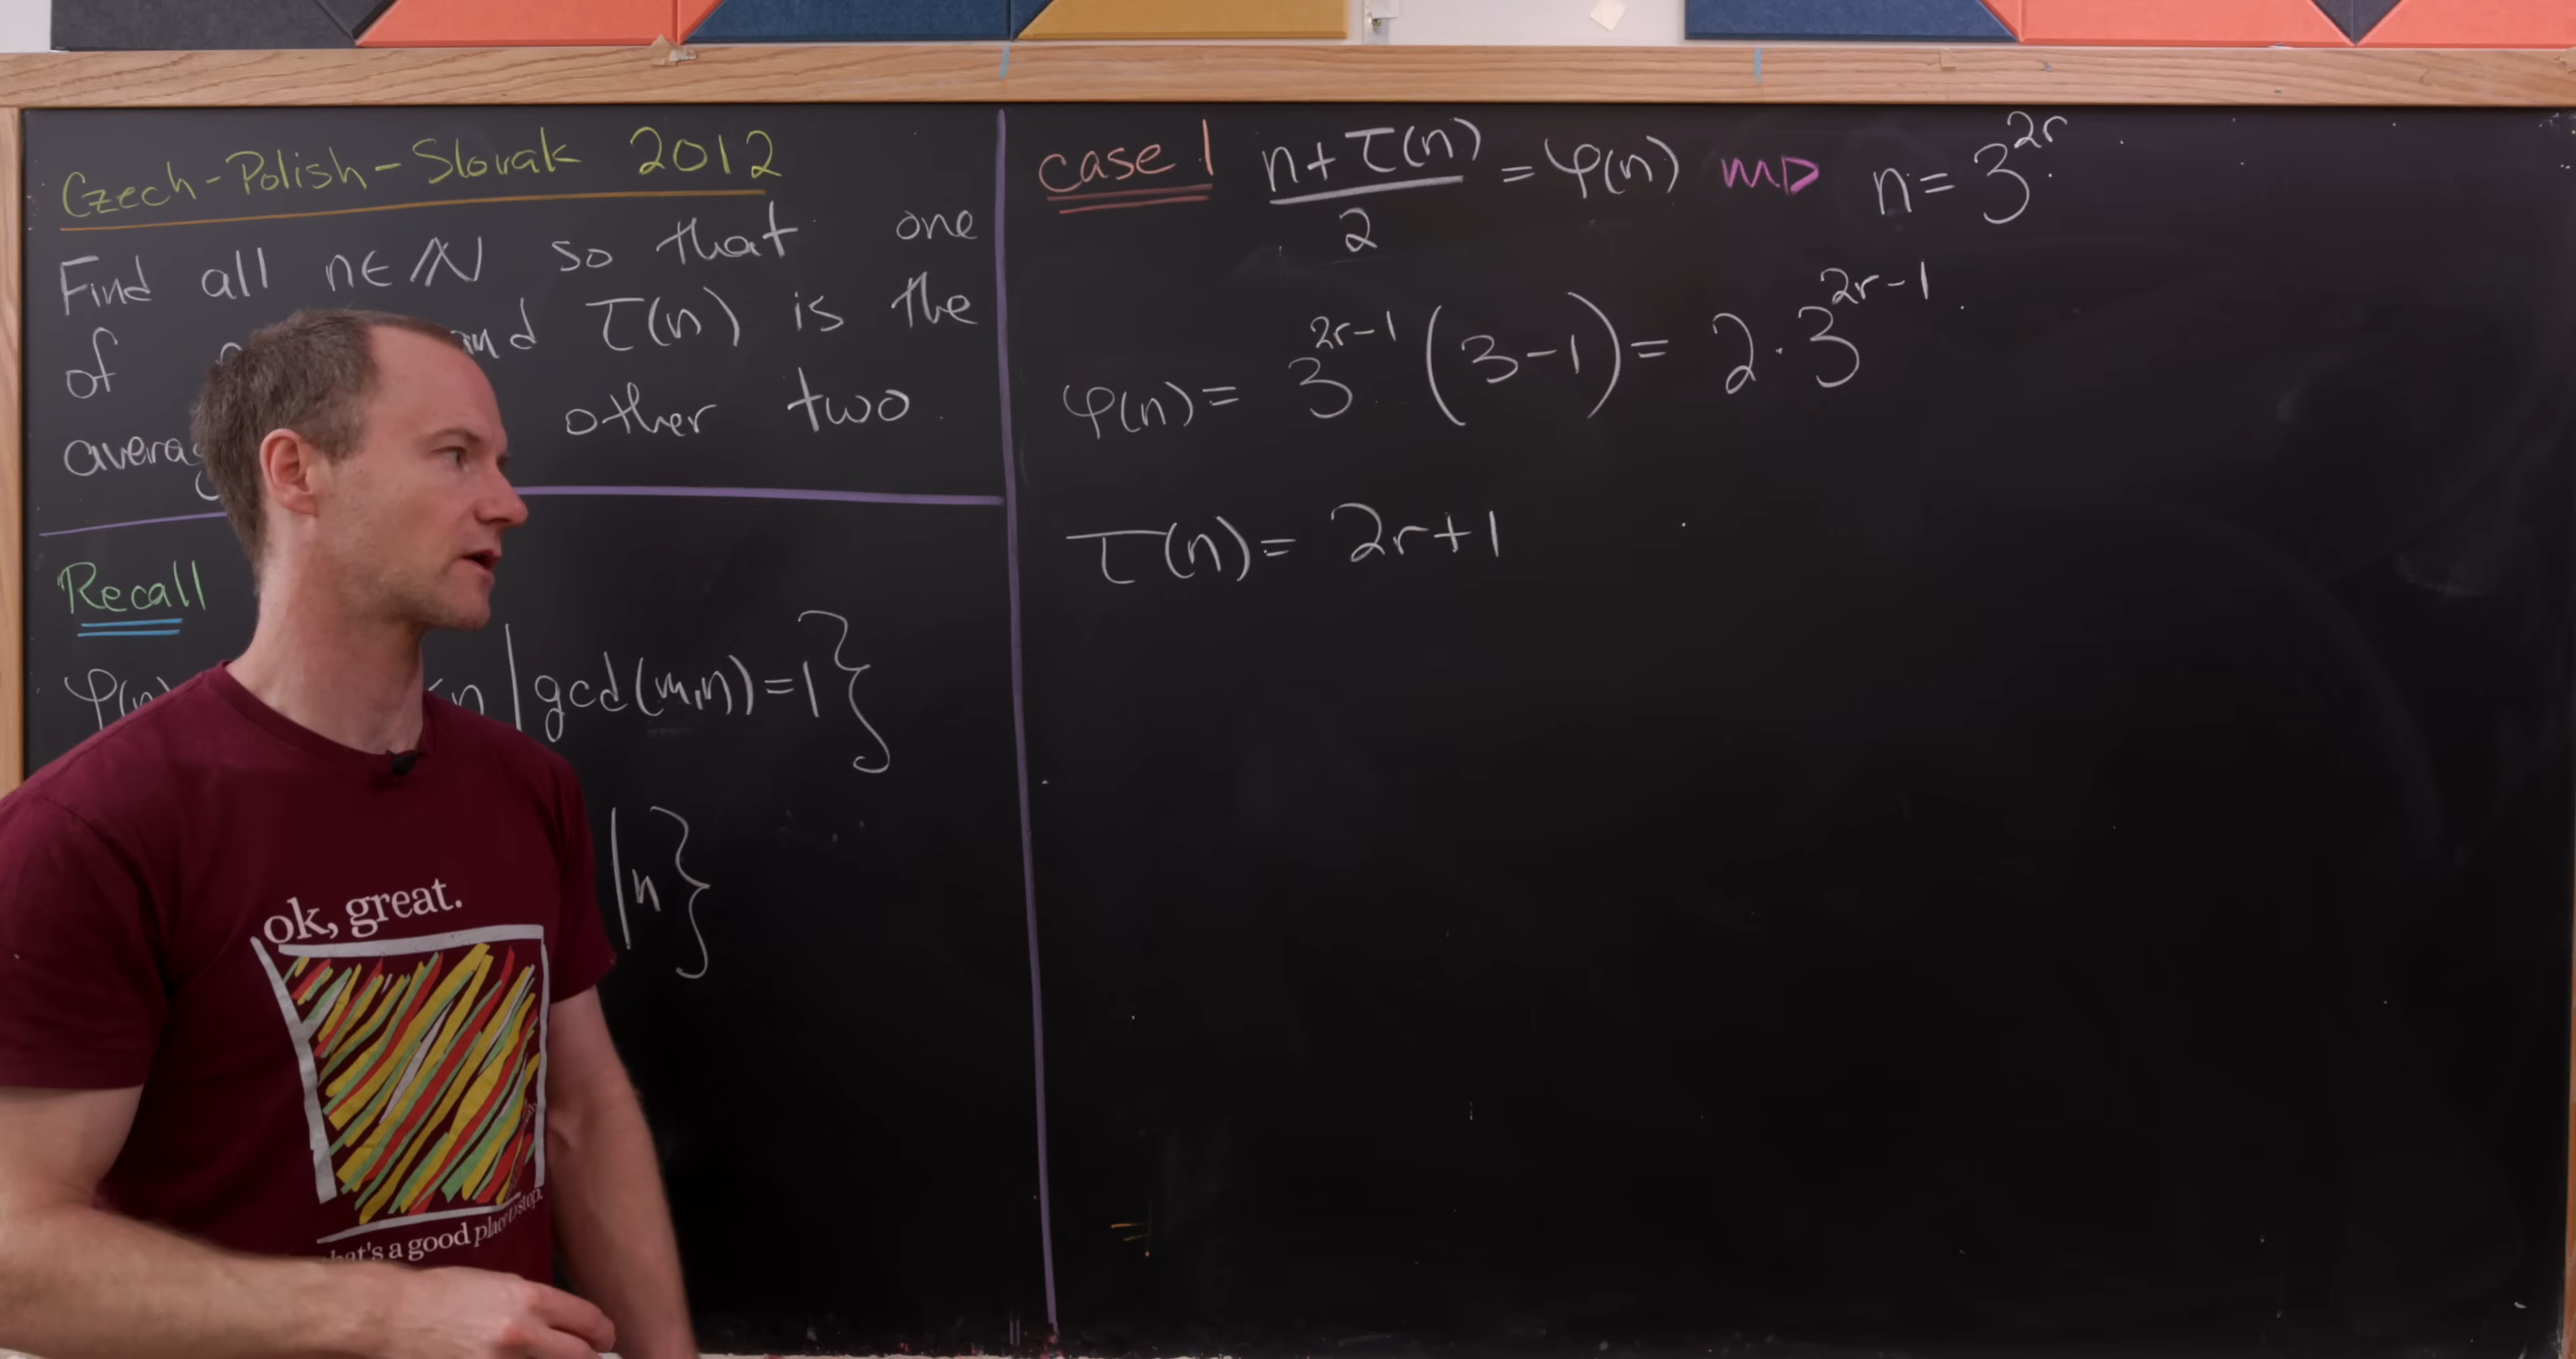 Czech-Polish-Slovak 2012
Find all n∈ℕ so that one
of and τ(n) is the
other two.
Recall
φ(n) n | gcd(m,n)=1}
|n}
case 1 (n+τ(n))/2 = φ(n) ⇝ n=3^{2r}
φ(n)= 3^{2r-1}(3-1)= 2·3^{2r-1}
τ(n)= 2r+1
ok, great.
a good place to stop.